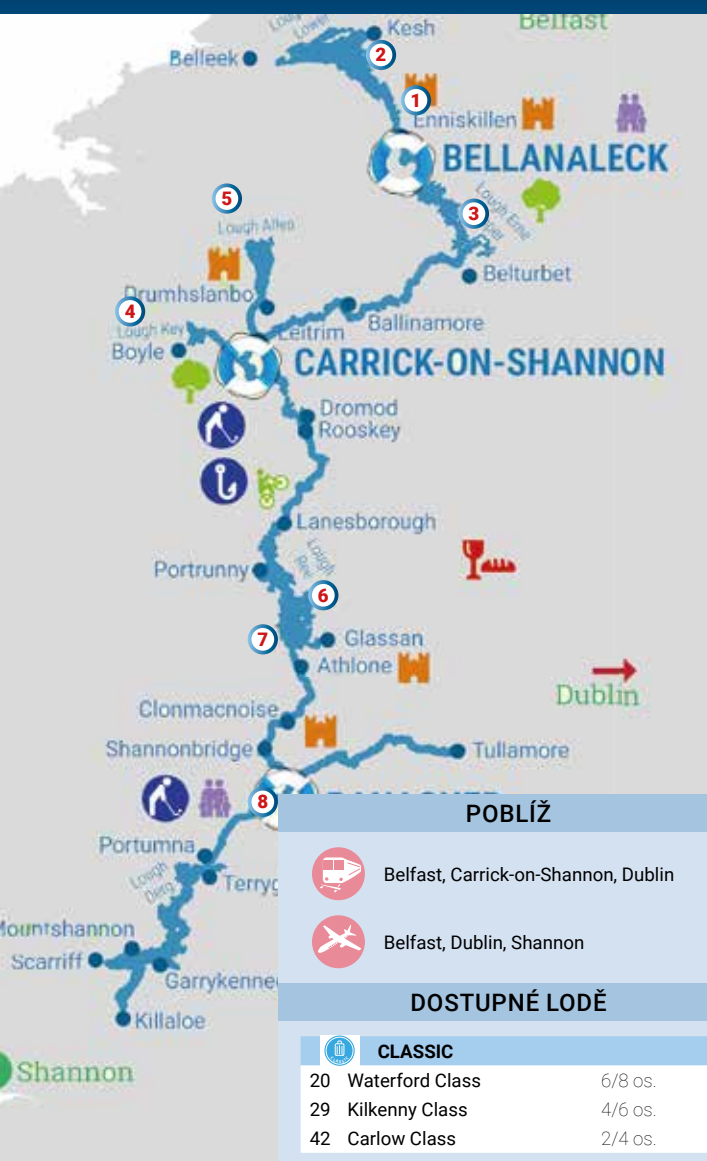 Belfast
Lough
Lower
Kesh
Belleek
2
1
Enniskillen
BELLANALECK
5
3
Lough Erne
Lough Allen
Belturbet
Drumhslanbo
4
Lough Key
Leitrim
Ballinamore
Boyle
CARRICK-ON-SHANNON
Dromod
Rooskey
Lanesborough
Lough
Ree
Portrunny
6
7
Glassan
Athlone
Dublin
Clonmacnoise
Shannonbridge
Tullamore
8
Portumna
Lough
Derg
Mountshannon
Scarriff
Killaloe
Shannon
POBLÍŽ
Belfast, Carrick-on-Shannon, Dublin
Belfast, Dublin, Shannon
DOSTUPNÉ LODĚ
CLASSIC
20 Waterford Class 6/8 os.
29 Kilkenny Class 4/6 os.
42 Carlow Class 2/4 os.